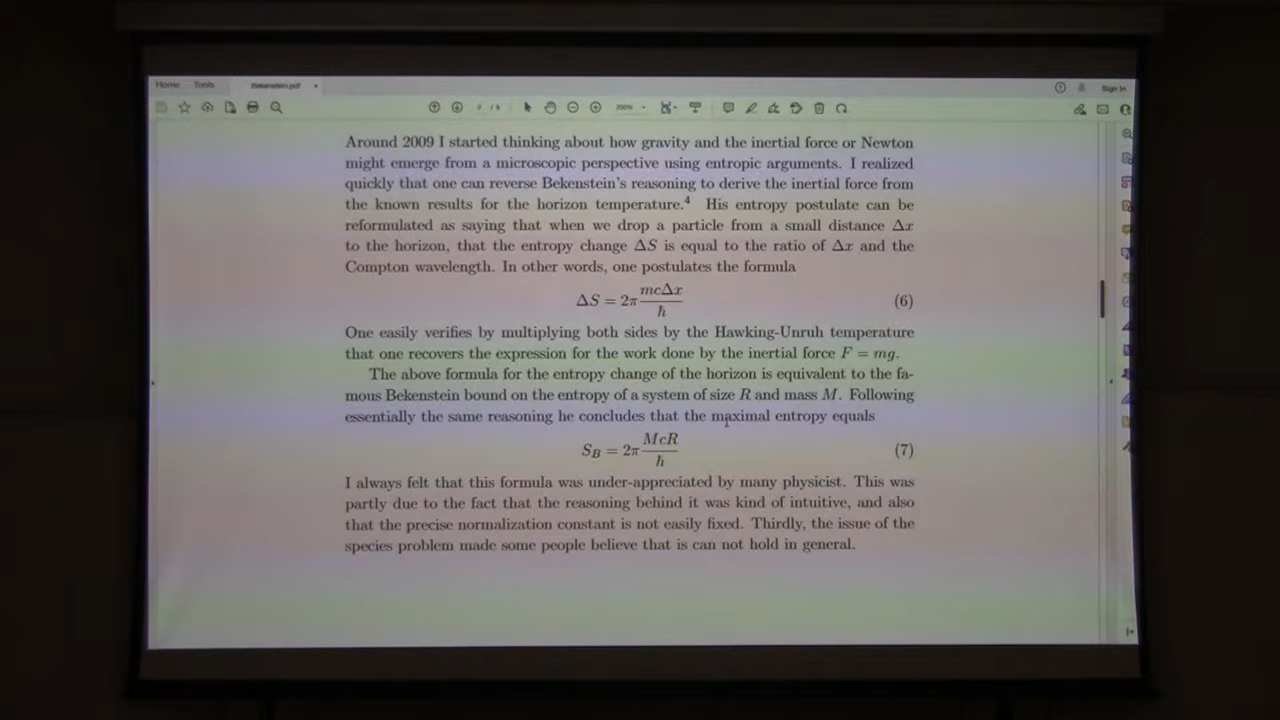 Home Tools Bekenstein.pdf
Sign In
/ 5 200%
Around 2009 I started thinking about how gravity and the inertial force or Newton
might emerge from a microscopic perspective using entropic arguments. I realized
quickly that one can reverse Bekenstein's reasoning to derive the inertial force from
the known results for the horizon temperature.⁴ His entropy postulate can be
reformulated as saying that when we drop a particle from a small distance Δx
to the horizon, that the entropy change ΔS is equal to the ratio of Δx and the
Compton wavelength. In other words, one postulates the formula
ΔS = 2π mcΔx / ħ (6)
One easily verifies by multiplying both sides by the Hawking-Unruh temperature
that one recovers the expression for the work done by the inertial force F = mg.
The above formula for the entropy change of the horizon is equivalent to the fa-
mous Bekenstein bound on the entropy of a system of size R and mass M. Following
essentially the same reasoning he concludes that the maximal entropy equals
S_B = 2π McR / ħ (7)
I always felt that this formula was under-appreciated by many physicist. This was
partly due to the fact that the reasoning behind it was kind of intuitive, and also
that the precise normalization constant is not easily fixed. Thirdly, the issue of the
species problem made some people believe that is can not hold in general.